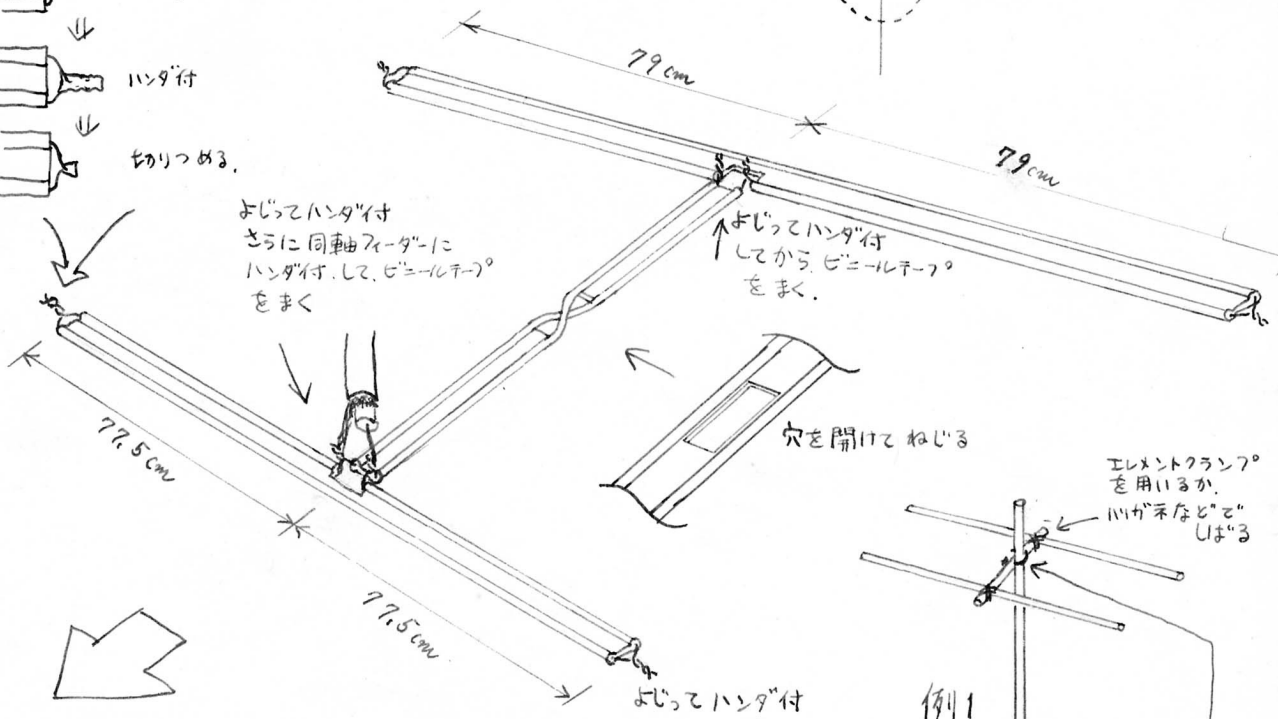 ハンダ付
切りつめる.
79cm
79cm
よじってハンダ付
さらに同軸フィーダーに
ハンダ付.して.ビニールテープ
をまく
よじってハンダ付
してから.ビニールテープ
をまく.
77.5cm
77.5cm
穴を開けてねじる
エレメントクランプ
を用いるか.
ハリガネなどで
しばる
よじってハンダ付
例1